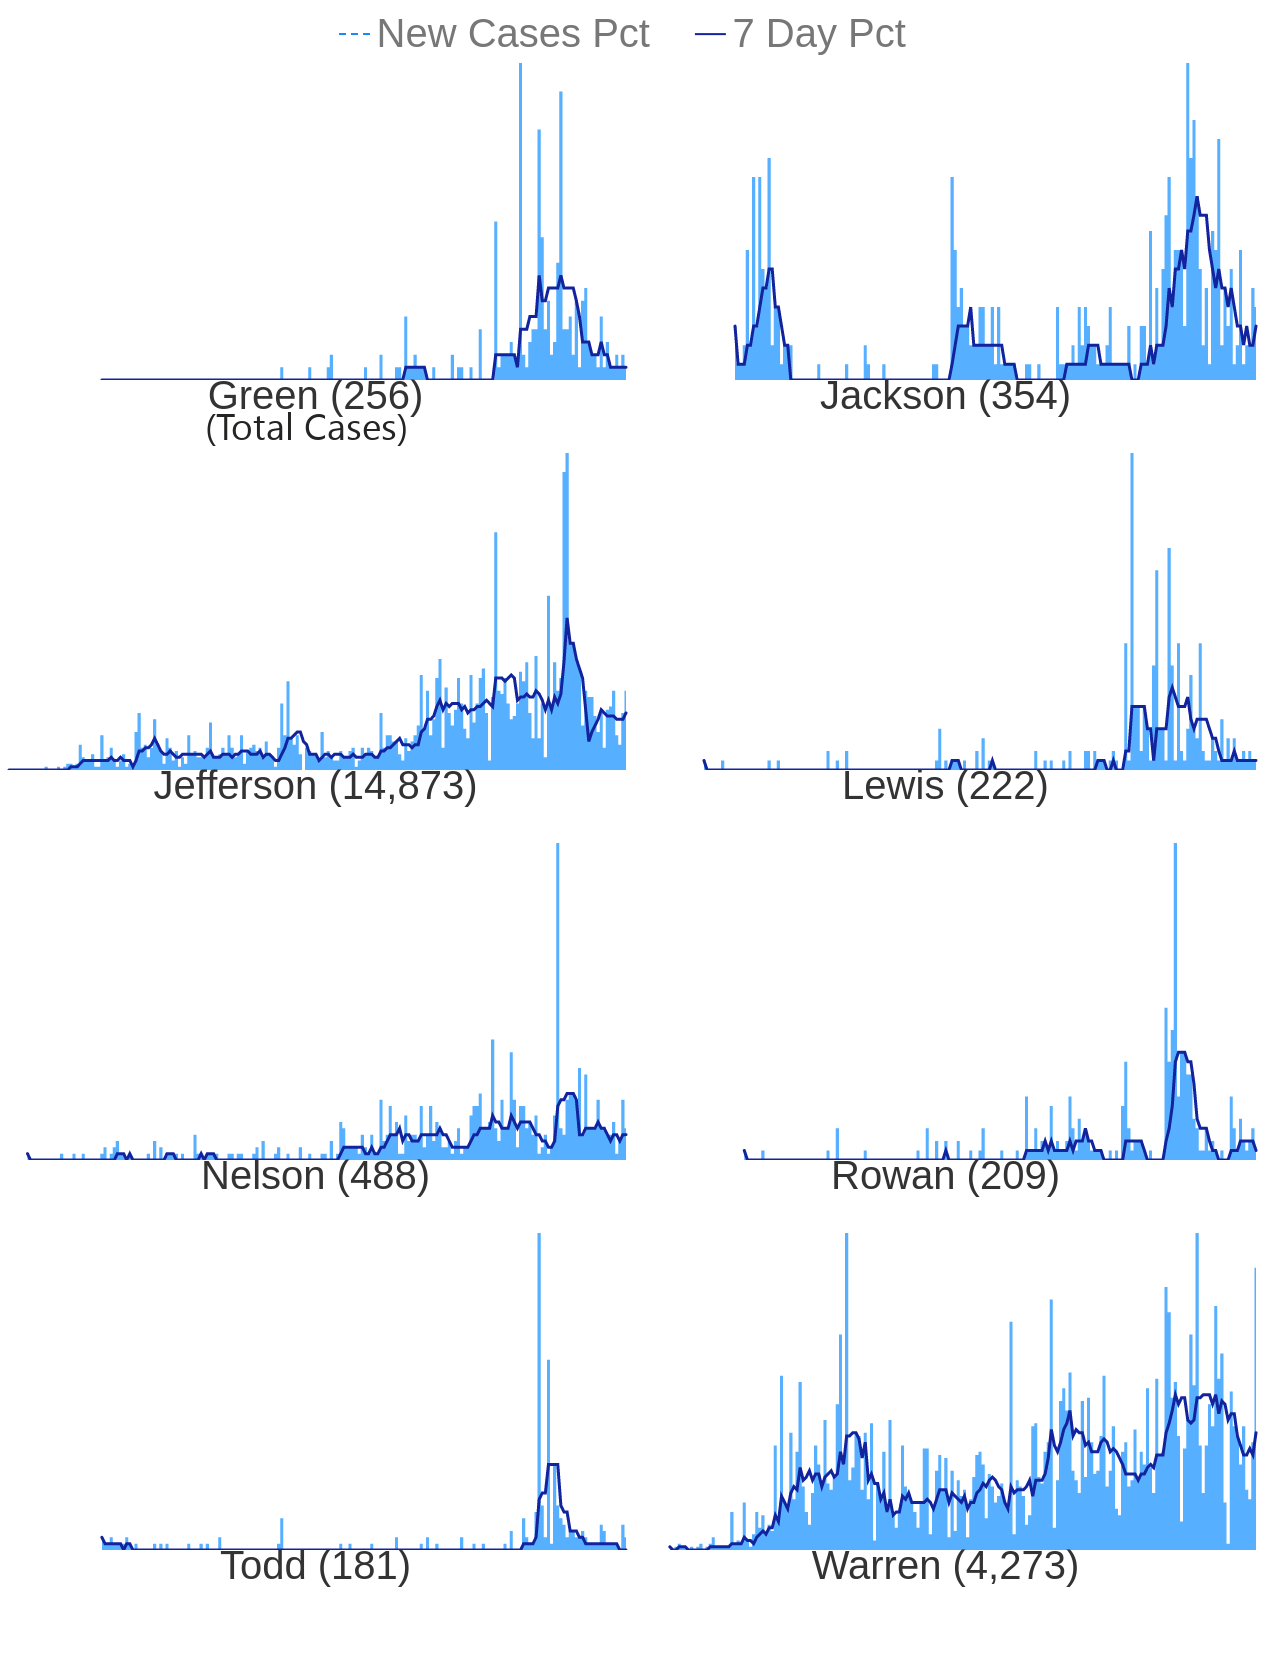 New Cases Pct 7 Day Pct
Green (256)
(Total Cases)
Jackson (354)
Jefferson (14,873)
Lewis (222)
Nelson (488)
Rowan (209)
Todd (181)
Warren (4,273)